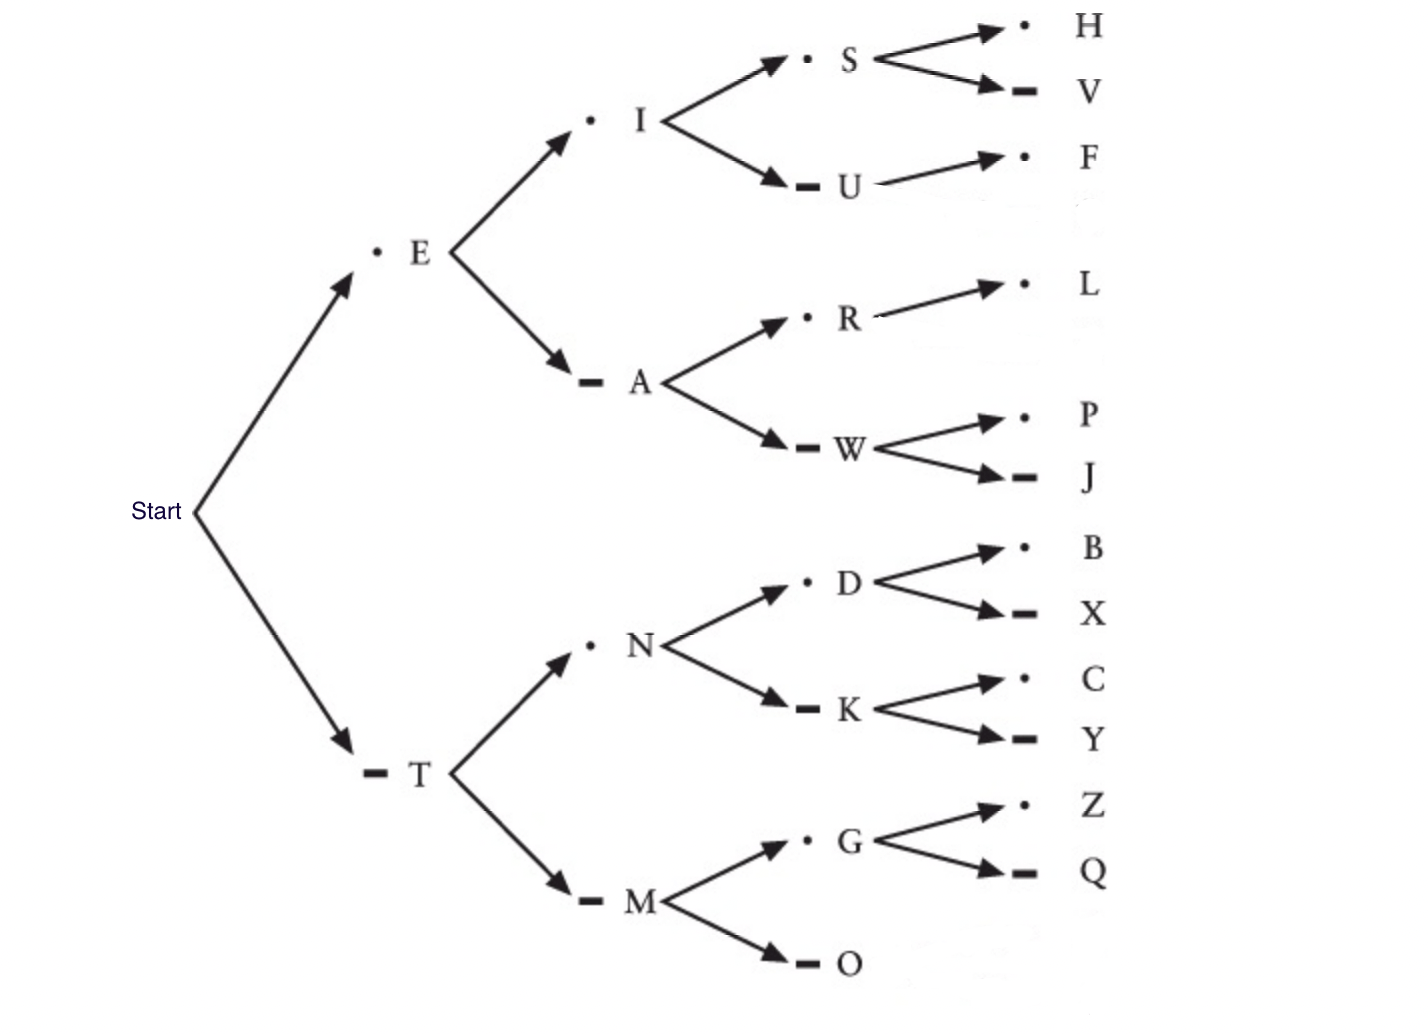 · H
· S
– V
· I
· F
– U
· E
· L
· R
– A
· P
– W
– J
Start
· B
· D
– X
· N
· C
– K
– Y
– T
· Z
· G
– Q
– M
– O